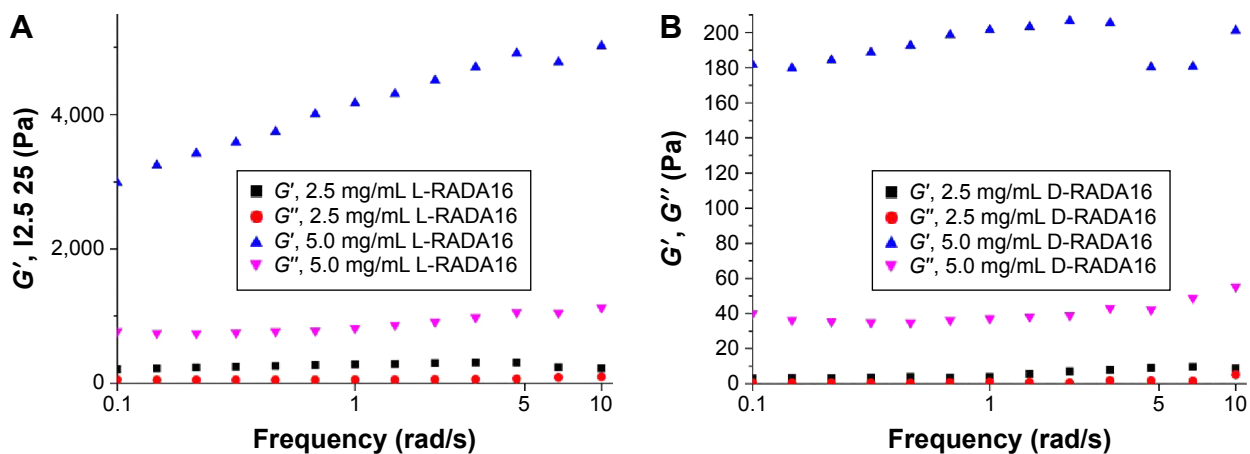 A
G′, I2.5 25 (Pa)
4,000
2,000
0
G′, 2.5 mg/mL L-RADA16
G″, 2.5 mg/mL L-RADA16
G′, 5.0 mg/mL L-RADA16
G″, 5.0 mg/mL L-RADA16
0.1 1 5 10
Frequency (rad/s)
B
G′, G″ (Pa)
200
180
160
140
120
100
80
60
40
20
0
G′, 2.5 mg/mL D-RADA16
G″, 2.5 mg/mL D-RADA16
G′, 5.0 mg/mL D-RADA16
G″, 5.0 mg/mL D-RADA16
0.1 1 5 10
Frequency (rad/s)